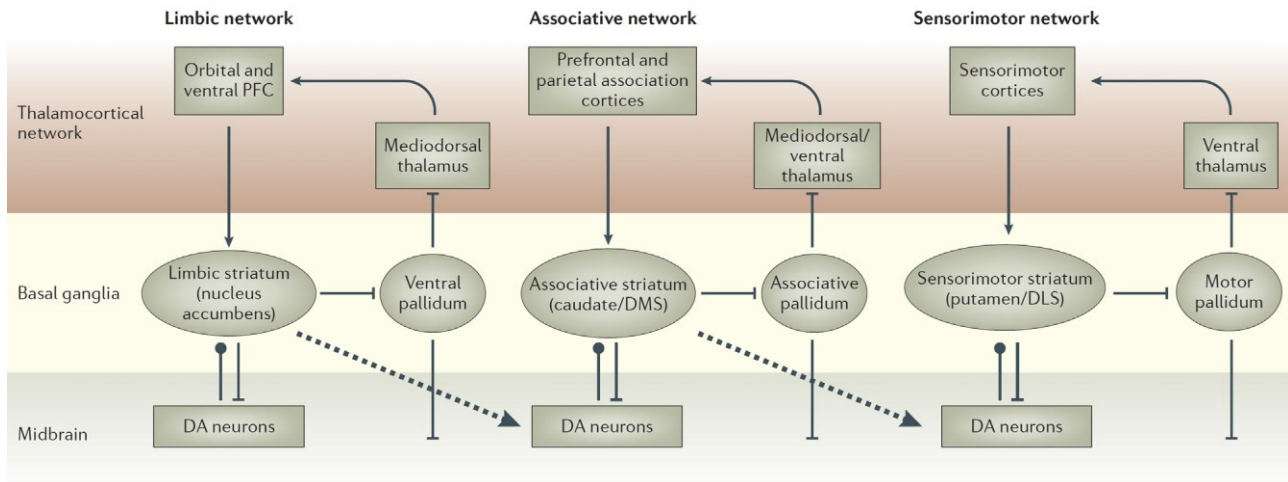 Limbic network
Associative network
Sensorimotor network
Thalamocortical
network
Orbital and
ventral PFC
Mediodorsal
thalamus
Prefrontal and
parietal association
cortices
Mediodorsal/
ventral
thalamus
Sensorimotor
cortices
Ventral
thalamus
Basal ganglia
Limbic striatum
(nucleus
accumbens)
Ventral
pallidum
Associative striatum
(caudate/DMS)
Associative
pallidum
Sensorimotor striatum
(putamen/DLS)
Motor
pallidum
Midbrain
DA neurons
DA neurons
DA neurons